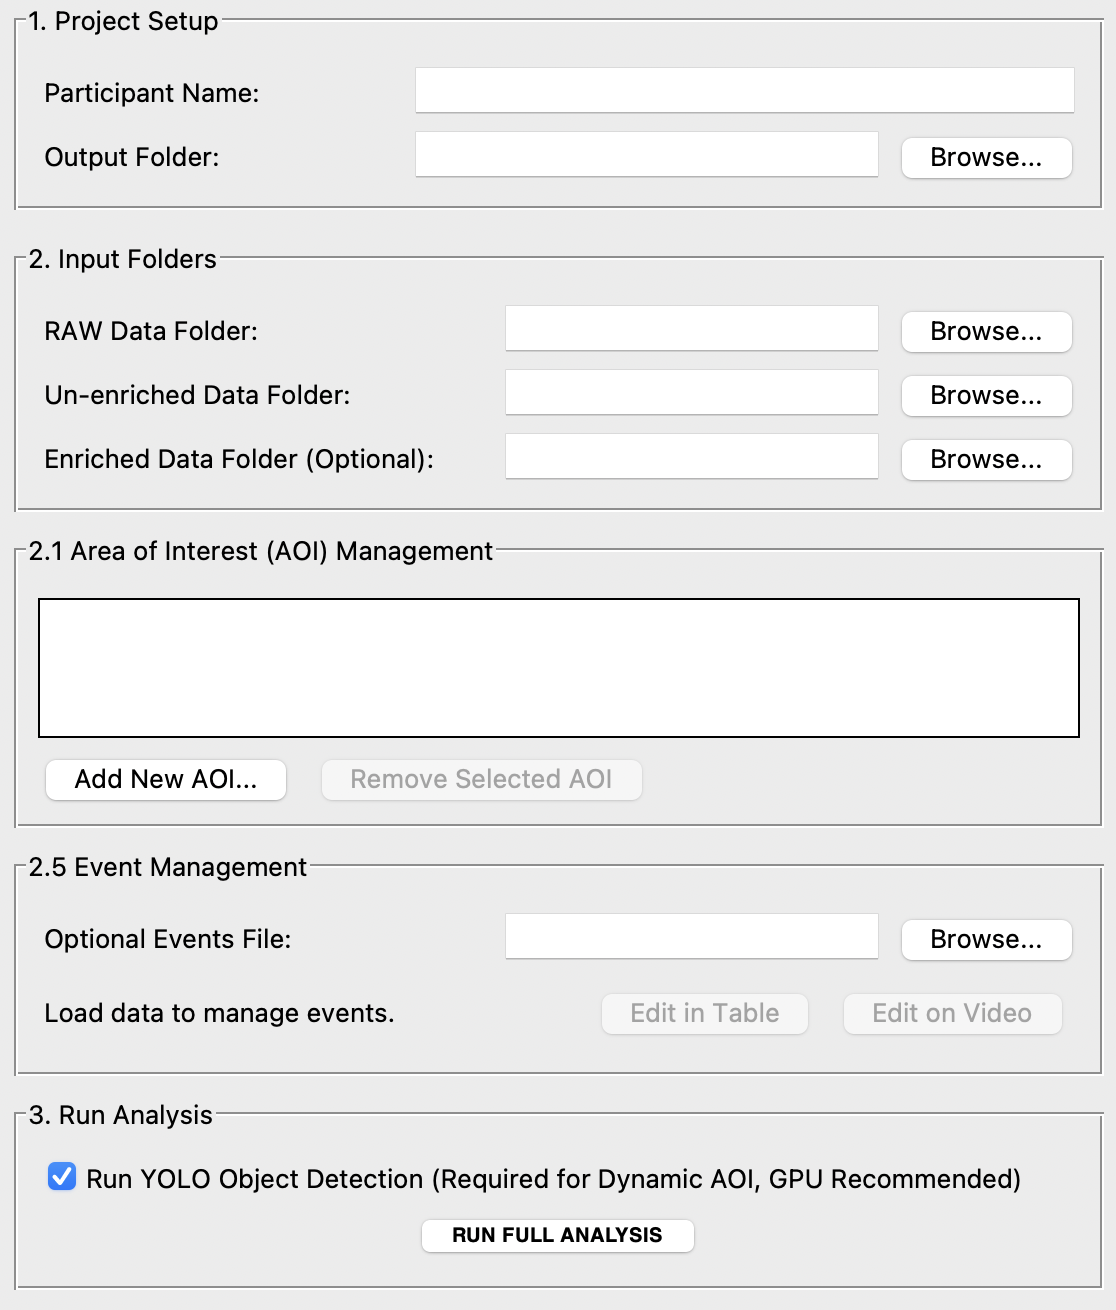 1. Project Setup
Participant Name:
Output Folder:
Browse...
2. Input Folders
RAW Data Folder:
Browse...
Un-enriched Data Folder:
Browse...
Enriched Data Folder (Optional):
Browse...
2.1 Area of Interest (AOI) Management
Add New AOI...
Remove Selected AOI
2.5 Event Management
Optional Events File:
Browse...
Load data to manage events.
Edit in Table
Edit on Video
3. Run Analysis
Run YOLO Object Detection (Required for Dynamic AOI, GPU Recommended)
RUN FULL ANALYSIS